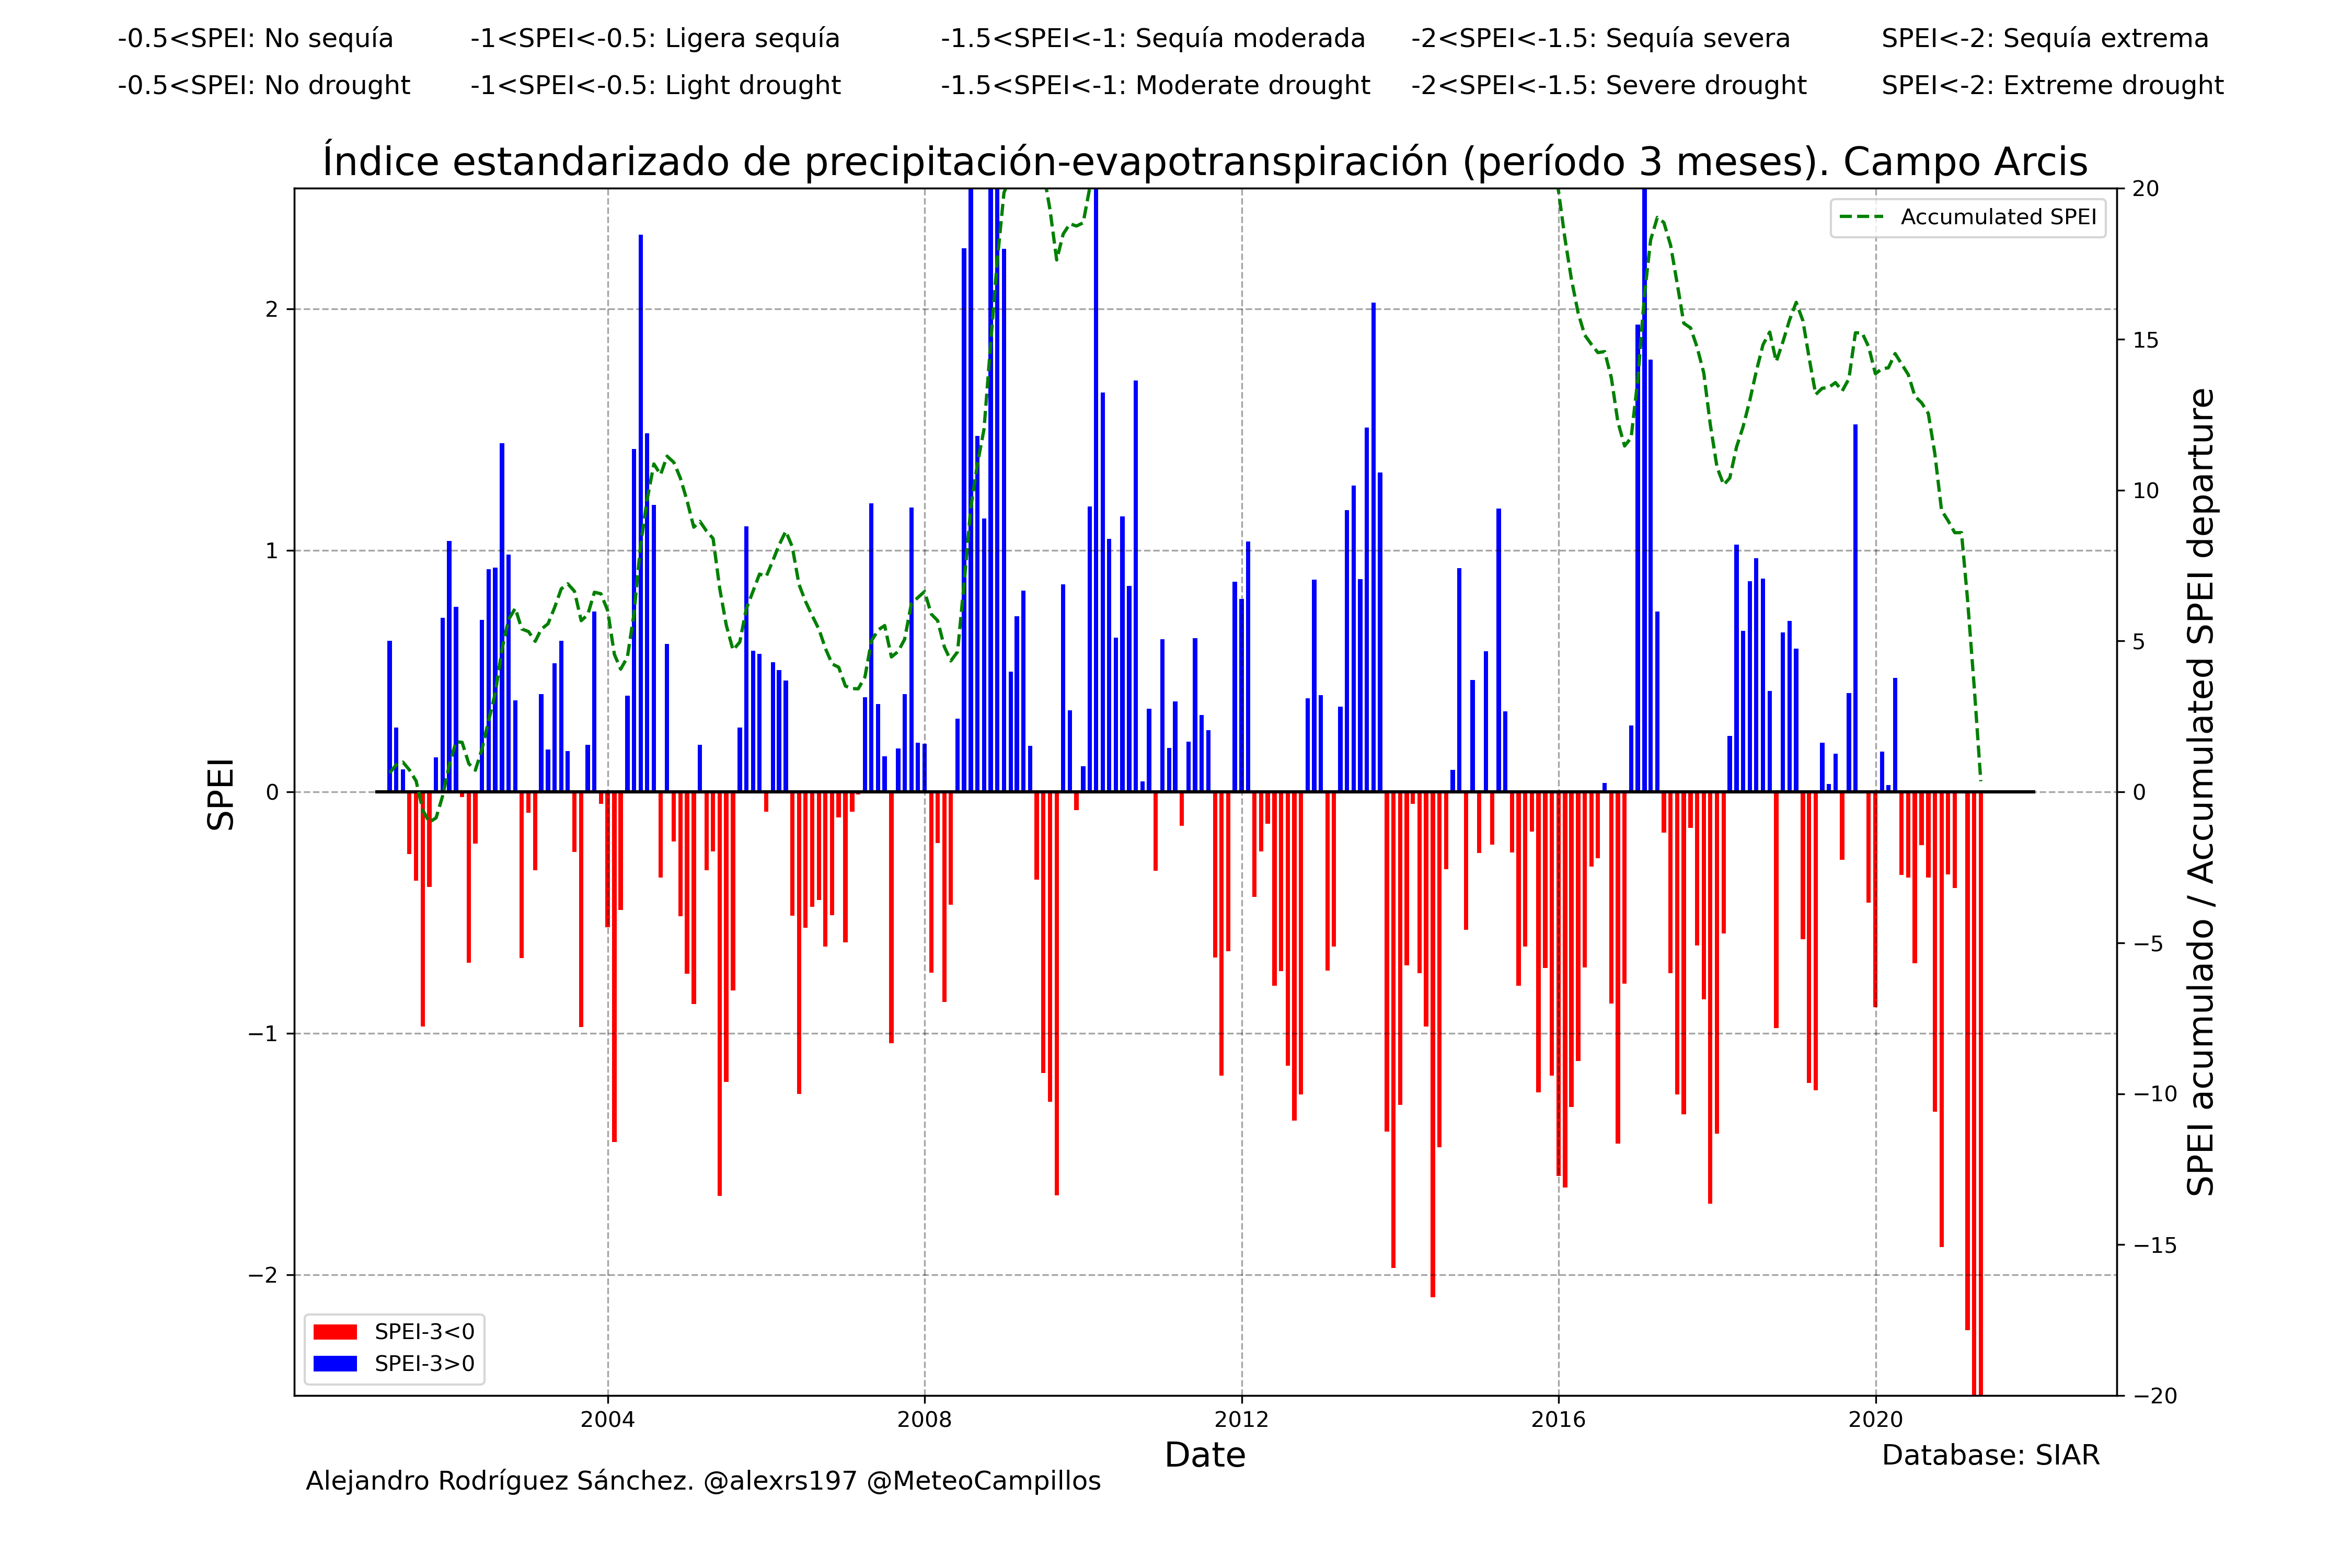 -0.5<SPEI: No sequía -1<SPEI<-0.5: Ligera sequía -1.5<SPEI<-1: Sequía moderada -2<SPEI<-1.5: Sequía severa SPEI<-2: Sequía extrema
-0.5<SPEI: No drought -1<SPEI<-0.5: Light drought -1.5<SPEI<-1: Moderate drought -2<SPEI<-1.5: Severe drought SPEI<-2: Extreme drought
Índice estandarizado de precipitación-evapotranspiración (período 3 meses). Campo Arcis
Accumulated SPEI
2
1
0
−1
−2
SPEI
20
15
10
5
0
−5
−10
−15
−20
SPEI acumulado / Accumulated SPEI departure
SPEI-3<0
SPEI-3>0
2004 2008 2012 2016 2020
Date
Database: SIAR
Alejandro Rodríguez Sánchez. @alexrs197 @MeteoCampillos